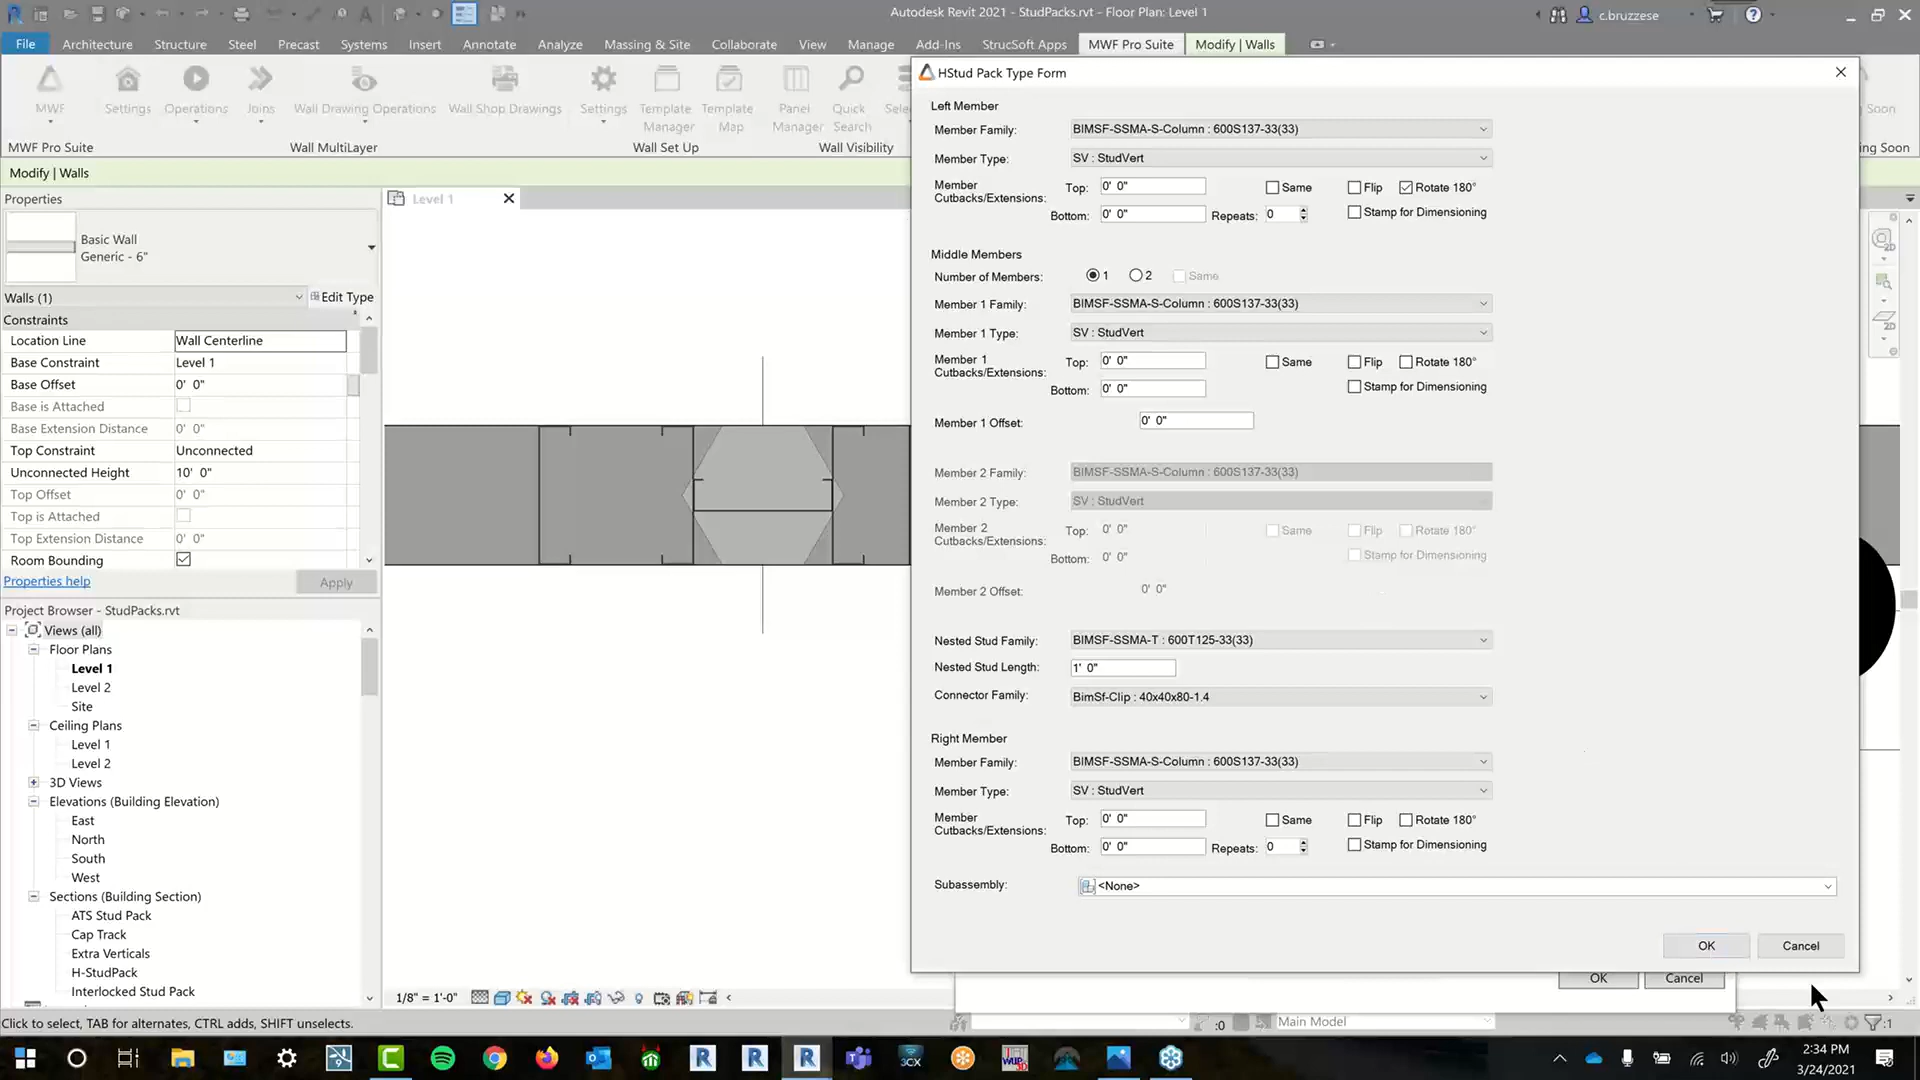 Autodesk Revit 2021 - StudPacks.rvt - Floor Plan: Level 1
c.bruzzese
File Architecture Structure Steel Precast Systems Insert Annotate Analyze Massing & Site Collaborate View Manage Add-Ins StrucSoft Apps MWF Pro Suite Modify | Walls
MWF Settings Operations Joins Wall Drawing Operations Wall Shop Drawings Settings Template Manager Template Map Panel Manager Quick Search
Soon
MWF Pro Suite Wall MultiLayer Wall Set Up Wall Visibility
ing Soon
Modify | Walls
Properties
Level 1
Basic Wall
Generic - 6"
Walls (1)
Edit Type
Constraints
Location Line Wall Centerline
Base Constraint Level 1
Base Offset 0' 0"
Base is Attached
Base Extension Distance 0' 0"
Top Constraint Unconnected
Unconnected Height 10' 0"
Top Offset 0' 0"
Top is Attached
Top Extension Distance 0' 0"
Room Bounding
Properties help
Apply
Project Browser - StudPacks.rvt
Views (all)
Floor Plans
Level 1
Level 2
Site
Ceiling Plans
Level 1
Level 2
3D Views
Elevations (Building Elevation)
East
North
South
West
Sections (Building Section)
ATS Stud Pack
Cap Track
Extra Verticals
H-StudPack
Interlocked Stud Pack
HStud Pack Type Form
Left Member
Member Family: BIMSF-SSMA-S-Column : 600S137-33(33)
Member Type: SV : StudVert
Member Cutbacks/Extensions: Top: 0' 0" Same Flip Rotate 180°
Bottom: 0' 0" Repeats: 0 Stamp for Dimensioning
Middle Members
Number of Members: 1 2 Same
Member 1 Family: BIMSF-SSMA-S-Column : 600S137-33(33)
Member 1 Type: SV : StudVert
Member 1 Cutbacks/Extensions: Top: 0' 0" Same Flip Rotate 180°
Bottom: 0' 0" Stamp for Dimensioning
Member 1 Offset: 0' 0"
Member 2 Family: BIMSF-SSMA-S-Column : 600S137-33(33)
Member 2 Type: SV : StudVert
Member 2 Cutbacks/Extensions: Top: 0' 0" Same Flip Rotate 180°
Bottom: 0' 0" Stamp for Dimensioning
Member 2 Offset: 0' 0"
Nested Stud Family: BIMSF-SSMA-T : 600T125-33(33)
Nested Stud Length: 1' 0"
Connector Family: BimSf-Clip : 40x40x80-1.4
Right Member
Member Family: BIMSF-SSMA-S-Column : 600S137-33(33)
Member Type: SV : StudVert
Member Cutbacks/Extensions: Top: 0' 0" Same Flip Rotate 180°
Bottom: 0' 0" Repeats: 0 Stamp for Dimensioning
Subassembly: <None>
OK Cancel
OK Cancel
1/8" = 1'-0"
Click to select, TAB for alternates, CTRL adds, SHIFT unselects.
:0
Main Model
:1
3CX
2:34 PM
3/24/2021